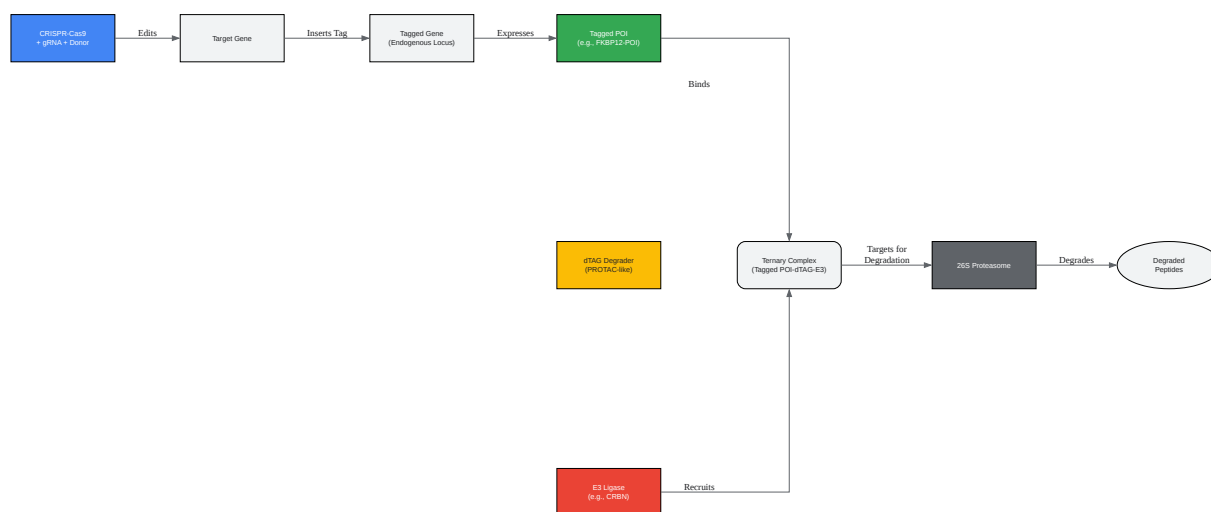 CRISPR-Cas9
+ gRNA + Donor
Edits
Target Gene
Inserts Tag
Tagged Gene
(Endogenous Locus)
Expresses
Tagged POI
(e.g., FKBP12-POI)
Binds
dTAG Degrader
(PROTAC-like)
Ternary Complex
(Tagged POI-dTAG-E3)
Targets for
Degradation
26S Proteasome
Degrades
Degraded
Peptides
E3 Ligase
(e.g., CRBN)
Recruits